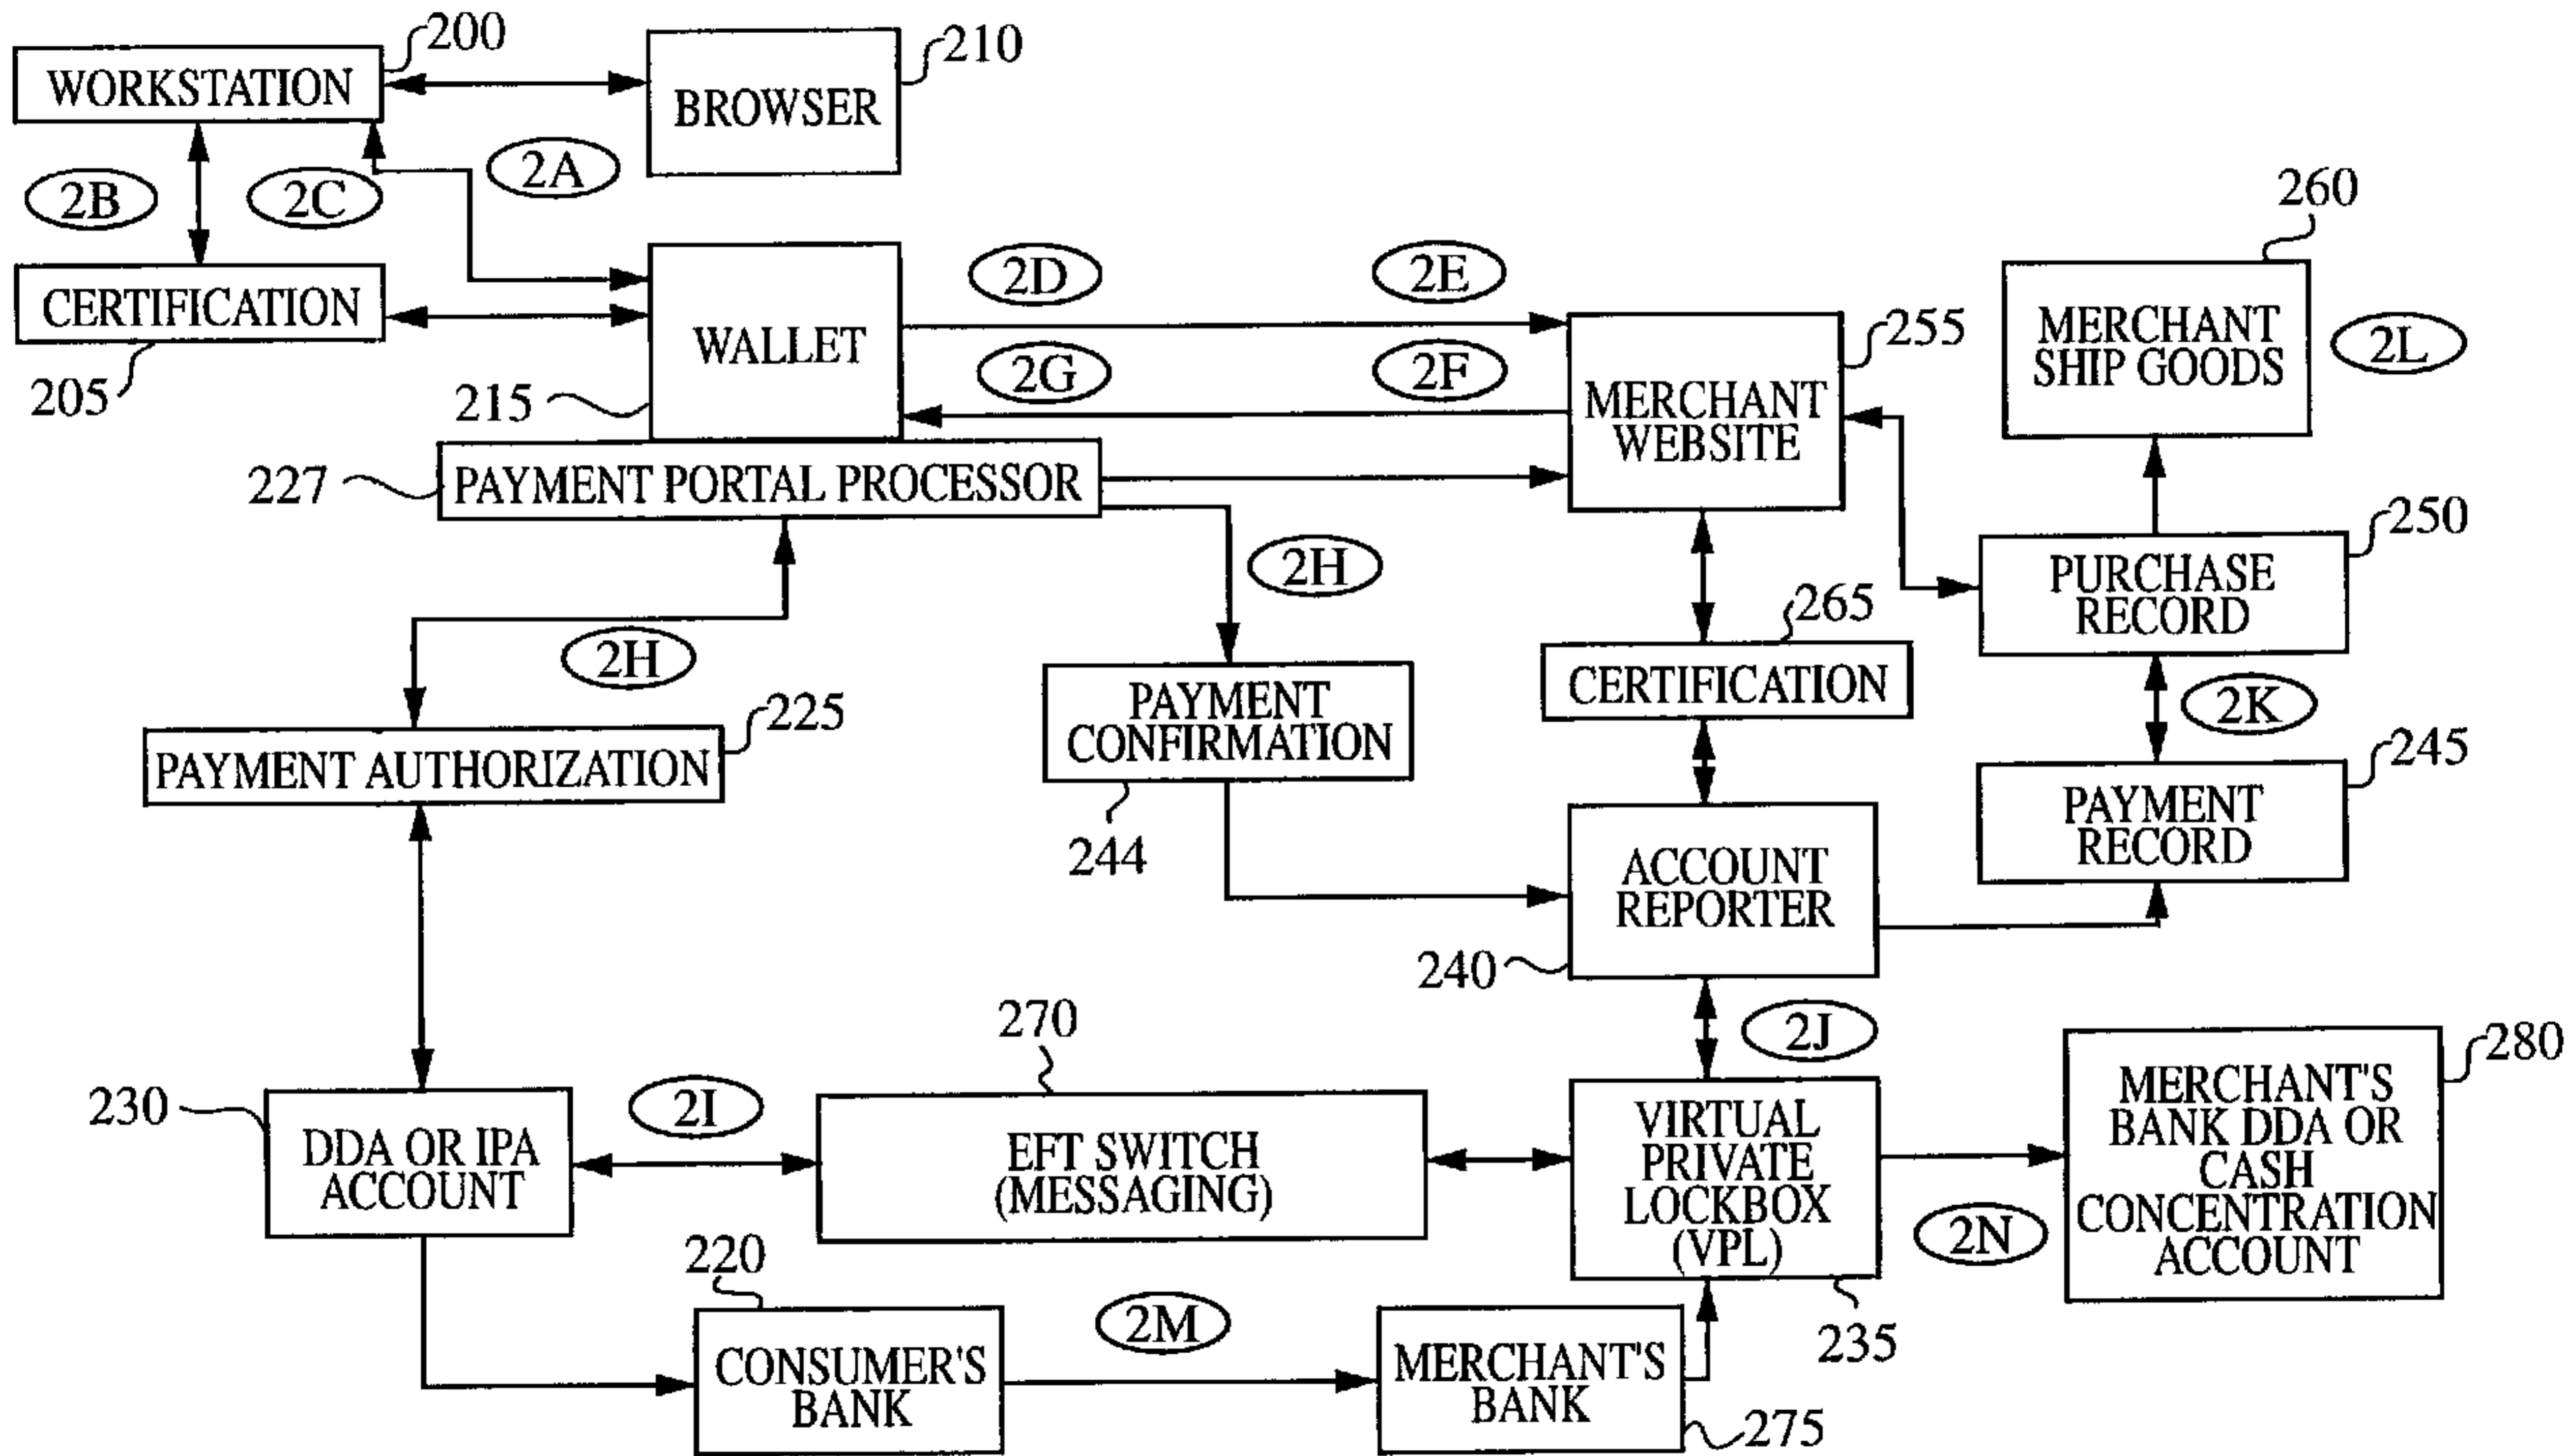 200
WORKSTATION
210
BROWSER
2A
2B
2C
260
CERTIFICATION
205
WALLET
215
2D
2E
2G
2F
255
MERCHANT
WEBSITE
MERCHANT
SHIP GOODS
2L
227
PAYMENT PORTAL PROCESSOR
2H
2H
250
PURCHASE
RECORD
265
CERTIFICATION
2K
PAYMENT
CONFIRMATION
244
225
PAYMENT AUTHORIZATION
245
PAYMENT
RECORD
ACCOUNT
REPORTER
240
2J
270
230
DDA OR IPA
ACCOUNT
2I
EFT SWITCH
(MESSAGING)
VIRTUAL
PRIVATE
LOCKBOX
(VPL)
235
280
MERCHANT'S
BANK DDA OR
CASH
CONCENTRATION
ACCOUNT
2N
220
CONSUMER'S
BANK
2M
MERCHANT'S
BANK
275